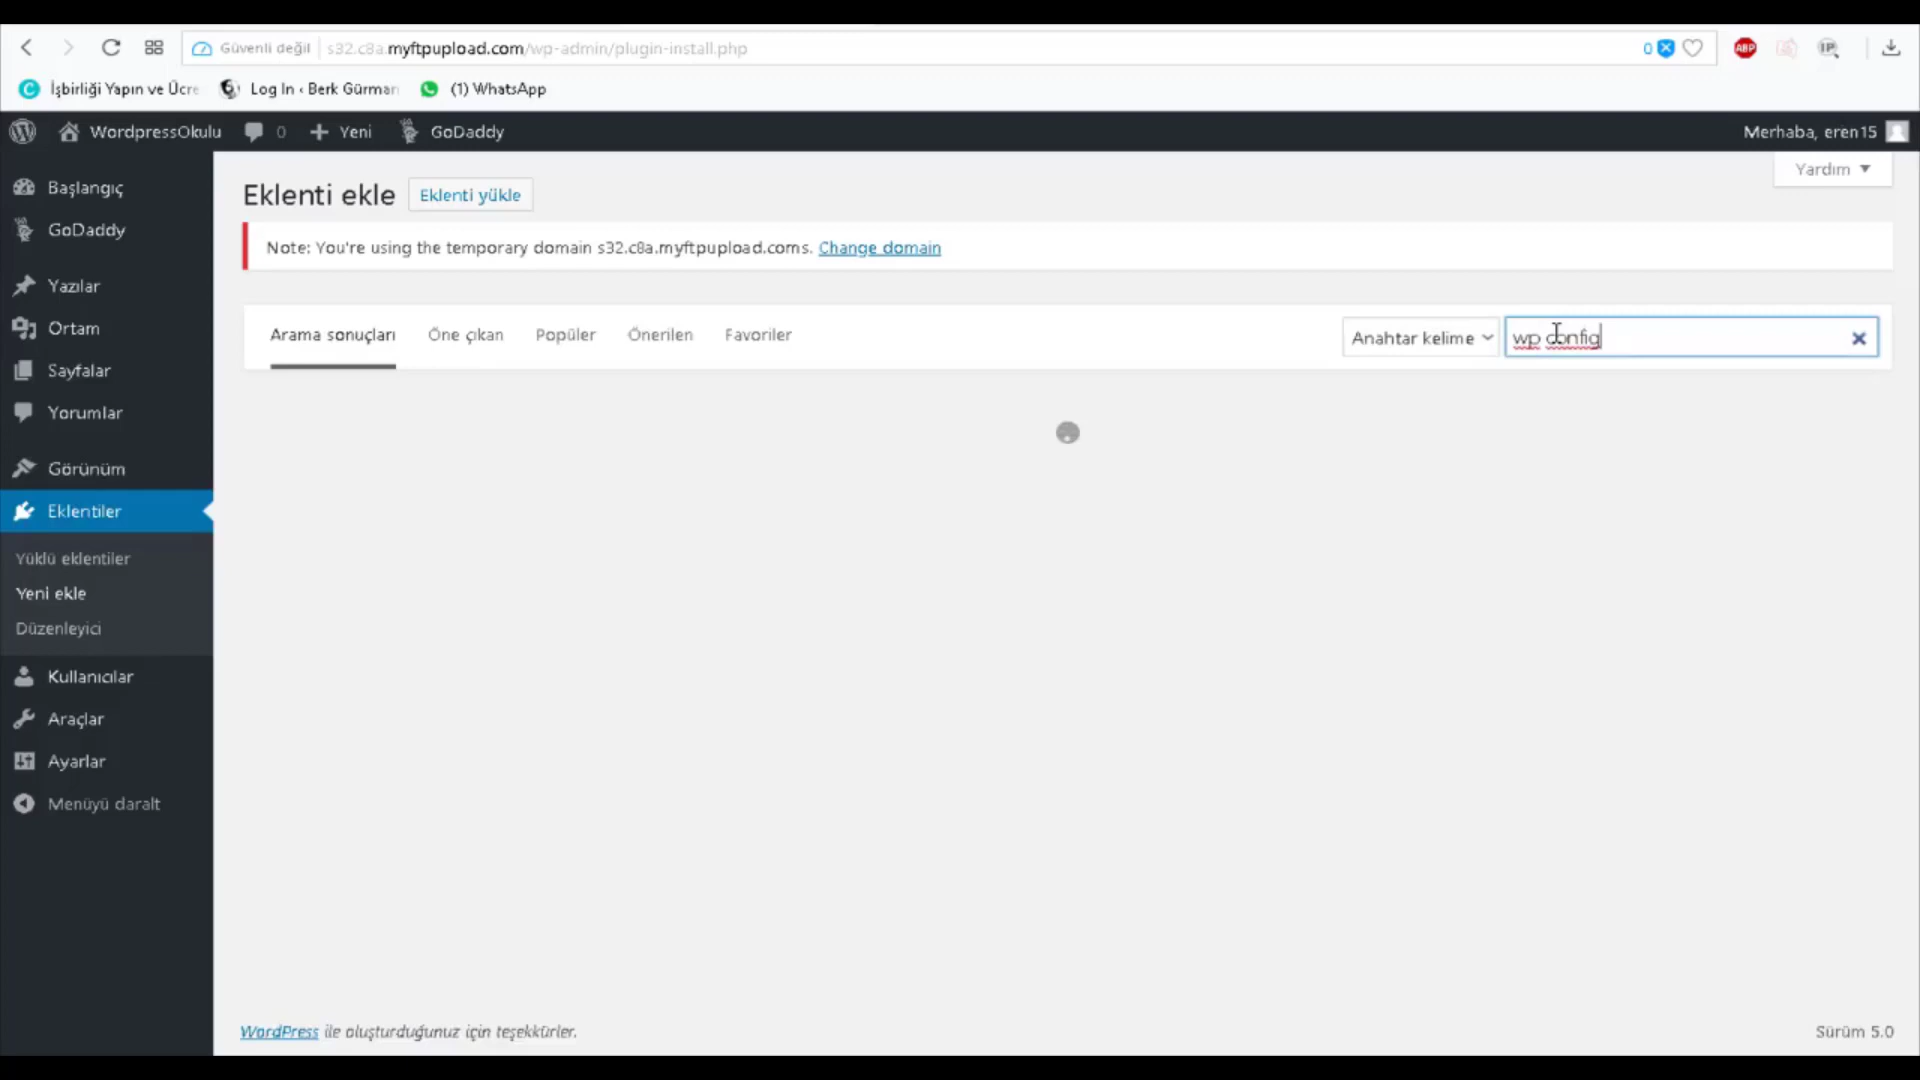 Güvenli değil s32.c8a.myftpupload.com/wp-admin/plugin-install.php 0 ABP IP
İşbirliği Yapın ve Ücre Log In ‹ Berk Gürman (1) WhatsApp
WordpressOkulu 0 Yeni GoDaddy Merhaba, eren15
Yardım
Başlangıç
GoDaddy
Yazılar
Ortam
Sayfalar
Yorumlar
Görünüm
Eklentiler
Yüklü eklentiler
Yeni ekle
Düzenleyici
Kullanıcılar
Araçlar
Ayarlar
Menüyü daralt
Eklenti ekle Eklenti yükle
Note: You're using the temporary domain s32.c8a.myftpupload.coms. Change domain
Arama sonuçları Öne çıkan Popüler Önerilen Favoriler Anahtar kelime wp config
WordPress ile oluşturduğunuz için teşekkürler. Sürüm 5.0